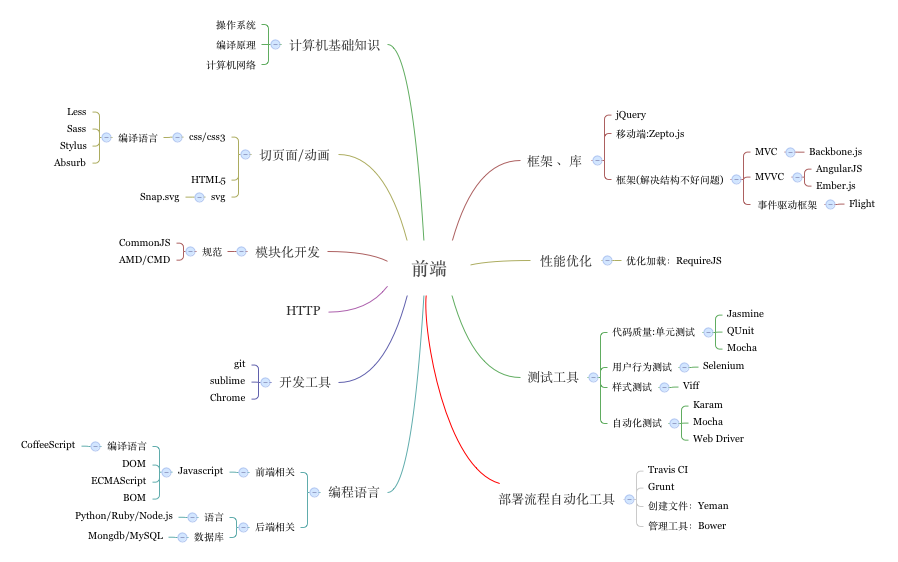 前端
计算机基础知识
操作系统
编译原理
计算机网络
切页面/动画
css/css3
编译语言
Less
Sass
Stylus
Absurb
HTML5
svg
Snap.svg
模块化开发
规范
CommonJS
AMD/CMD
HTTP
开发工具
git
sublime
Chrome
编程语言
前端相关
Javascript
编译语言
CoffeeScript
DOM
ECMAScript
BOM
后端相关
语言
Python/Ruby/Node.js
数据库
Mongdb/MySQL
框架、库
jQuery
移动端:Zepto.js
框架(解决结构不好问题)
MVC
Backbone.js
MVVC
AngularJS
Ember.js
事件驱动框架
Flight
性能优化
优化加载：RequireJS
测试工具
代码质量:单元测试
Jasmine
QUnit
Mocha
用户行为测试
Selenium
样式测试
Viff
自动化测试
Karam
Mocha
Web Driver
部署流程自动化工具
Travis CI
Grunt
创建文件：Yeman
管理工具：Bower